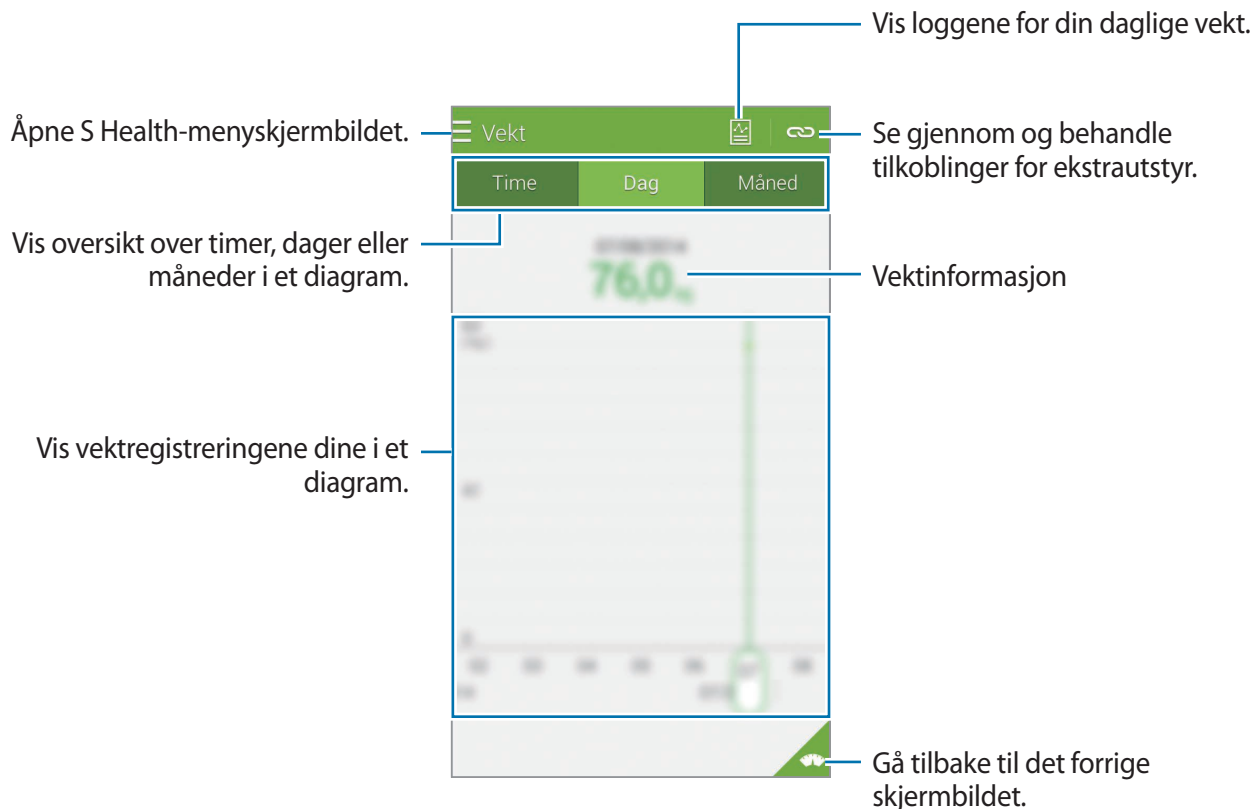 Vis loggene for din daglige vekt.
Åpne S Health-menyskjermbildet.
Vekt
Se gjennom og behandle
tilkoblinger for ekstrautstyr.
Time Dag Måned
Vis oversikt over timer, dager eller
måneder i et diagram.
76,0
Vektinformasjon
Vis vektregistreringene dine i et
diagram.
Gå tilbake til det forrige
skjermbildet.